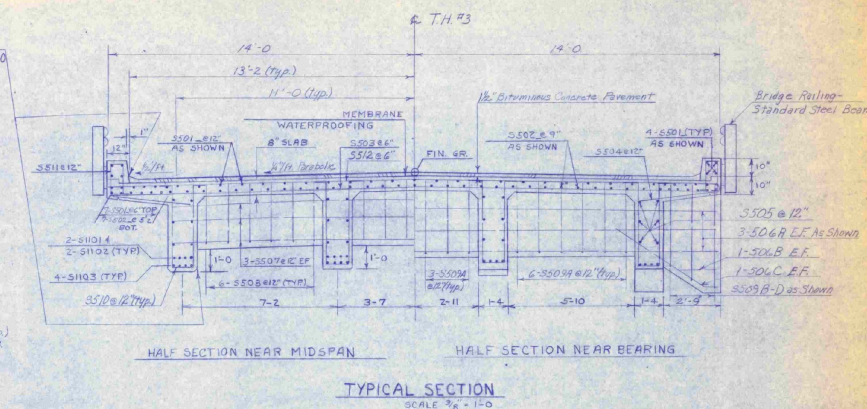 ℄ T.H. #3
14'-0
14'-0
13'-2 (typ.)
11'-0 (typ.)
1½" Bituminous Concrete Pavement
Bridge Railing-
Standard Steel Beam
MEMBRANE
WATERPROOFING
1"
12"
S501 @ 12"
AS SHOWN
8" SLAB
S503 @ 6"
S512 @ 6"
FIN. GR.
S502 @ 9"
AS SHOWN
4-S501 (TYP)
AS SHOWN
S504 @ 12"
S511 @ 12"
¼"/Ft. Parabolic
10"
10"
BOT.
S505 @ 12"
3-506A E.F. As Shown
1-506B E.F.
1-506C E.F.
S509 B-D as Shown
2-S1101
2-S1102 (TYP)
4-S1103 (TYP)
S510 @ 12" (typ.)
1'-0
3-S507 @ 12 EF
1'-0
6-S508 @ 12" (TYP)
3-S509A
@ 12 (typ.)
6-S509A @ 12" (typ.)
7-2
3-7
2-11
1-4
5-10
1-4
2'-9
HALF SECTION NEAR MIDSPAN
HALF SECTION NEAR BEARING
TYPICAL SECTION
SCALE 3/8" = 1'-0